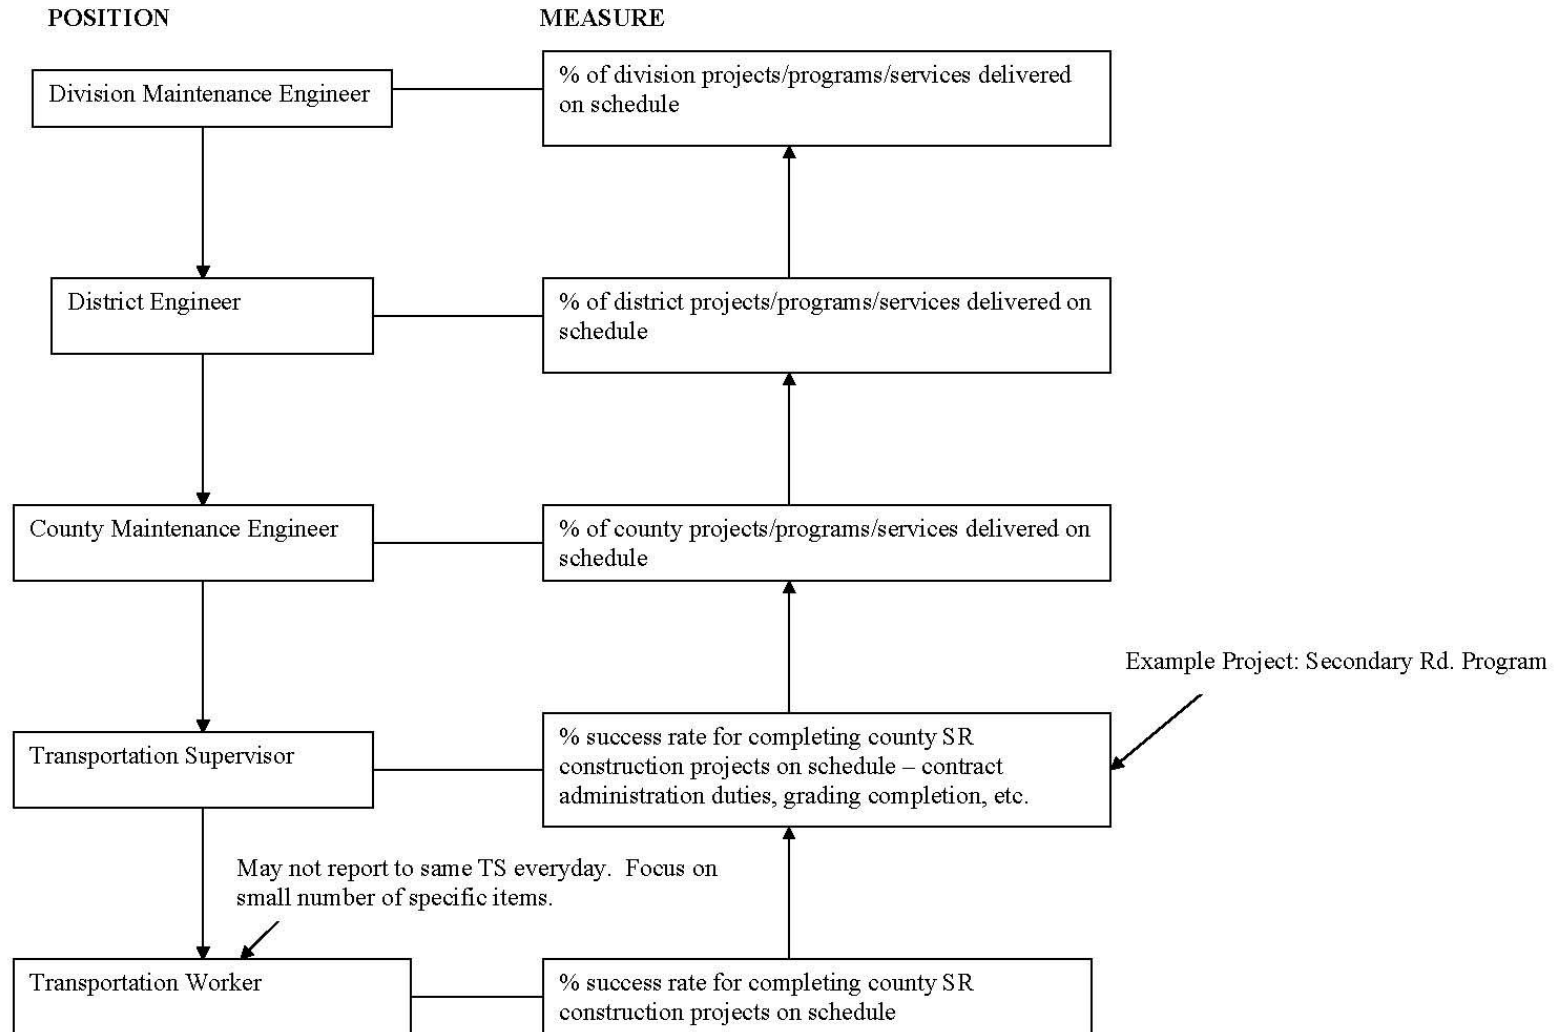 POSITION
MEASURE
Division Maintenance Engineer
% of division projects/programs/services delivered
on schedule
District Engineer
% of district projects/programs/services delivered on
schedule
County Maintenance Engineer
% of county projects/programs/services delivered on
schedule
Example Project: Secondary Rd. Program
Transportation Supervisor
% success rate for completing county SR
construction projects on schedule – contract
administration duties, grading completion, etc.
May not report to same TS everyday.  Focus on
small number of specific items.
Transportation Worker
% success rate for completing county SR
construction projects on schedule